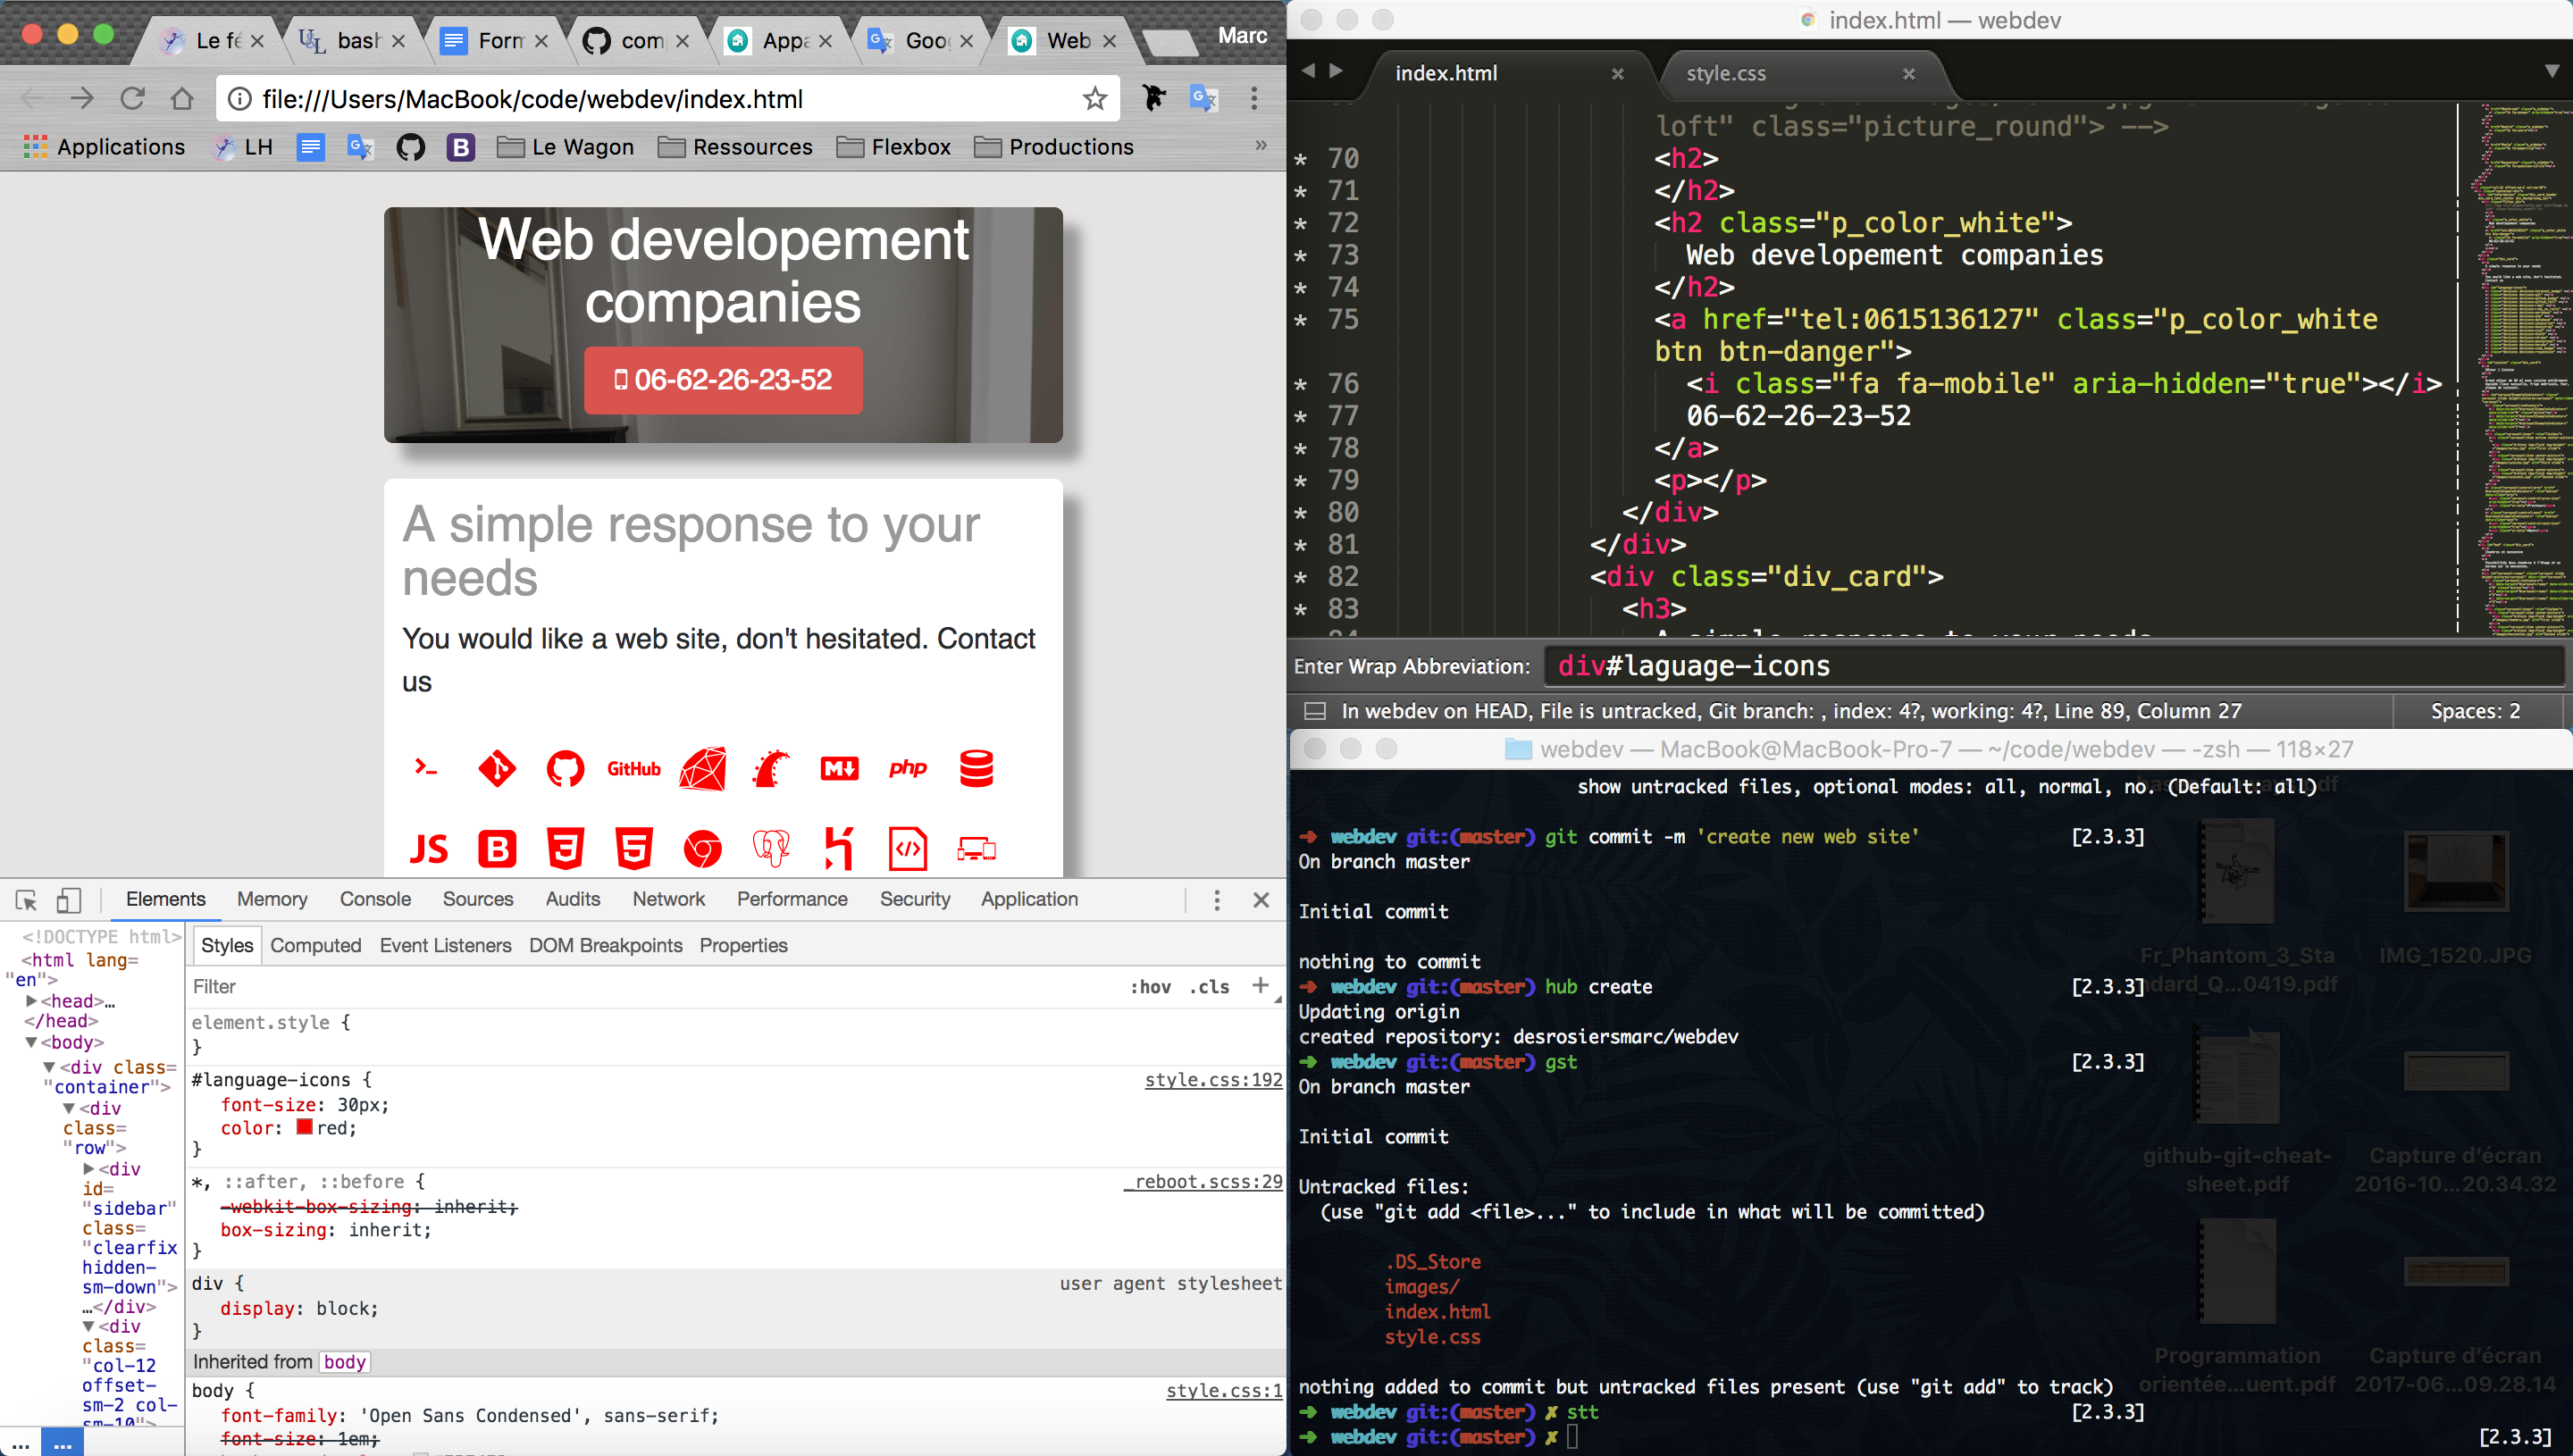 Le fé
bash
Form
com
Appa
Goog
Web
Marc
file:///Users/MacBook/code/webdev/index.html
Applications
LH
Le Wagon
Ressources
Flexbox
Productions
»
Web developement
companies
06-62-26-23-52
A simple response to your
needs
You would like a web site, don't hesitated. Contact
us
GitHub
M
php
JS
B
3
5
Elements Memory Console Sources Audits Network Performance Security Application
<!DOCTYPE html>
<html lang=
"en">
<head>…
</head>
<body>
<div class=
"container">
<div
class=
"row">
<div
id=
"sidebar"
class=
"clearfix
hidden-
sm-down">
…</div>
<div
class=
"col-12
offset-
sm-2 col-
sm-10">
... ...
Styles Computed Event Listeners DOM Breakpoints Properties
Filter :hov .cls +
element.style {
}
#language-icons { style.css:192
font-size: 30px;
color: red;
}
*, ::after, ::before { _reboot.scss:29
-webkit-box-sizing: inherit;
box-sizing: inherit;
}
div { user agent stylesheet
display: block;
}
Inherited from body
body { style.css:1
font-family: 'Open Sans Condensed', sans-serif;
font-size: 1em;
index.html — webdev
index.html style.css
loft" class="picture_round"> -->
* 70 <h2>
* 71 </h2>
* 72 <h2 class="p_color_white">
* 73 Web developement companies
* 74 </h2>
* 75 <a href="tel:0615136127" class="p_color_white
btn btn-danger">
* 76 <i class="fa fa-mobile" aria-hidden="true"></i>
* 77 06-62-26-23-52
* 78 </a>
* 79 <p></p>
* 80 </div>
* 81 </div>
* 82 <div class="div_card">
* 83 <h3>
A simple response to your needs
Enter Wrap Abbreviation: div#laguage-icons
In webdev on HEAD, File is untracked, Git branch: , index: 4?, working: 4?, Line 89, Column 27 Spaces: 2
webdev — MacBook@MacBook-Pro-7 — ~/code/webdev — -zsh — 118×27
show untracked files, optional modes: all, normal, no. (Default: all)
➜ webdev git:(master) git commit -m 'create new web site' [2.3.3]
On branch master
Initial commit
nothing to commit
➜ webdev git:(master) hub create [2.3.3]
Updating origin
created repository: desrosiersmarc/webdev
➜ webdev git:(master) gst [2.3.3]
On branch master
Initial commit
Untracked files:
(use "git add <file>..." to include in what will be committed)
.DS_Store
images/
index.html
style.css
nothing added to commit but untracked files present (use "git add" to track)
➜ webdev git:(master) ✗ stt [2.3.3]
➜ webdev git:(master) ✗ [2.3.3]
Fr_Phantom_3_Sta
ndard_Q...0419.pdf
IMG_1520.JPG
github-git-cheat-
sheet.pdf
Capture d'écran
2016-10...20.34.32
Programmation
orientée...uent.pdf
Capture d'écran
2017-06...09.28.14